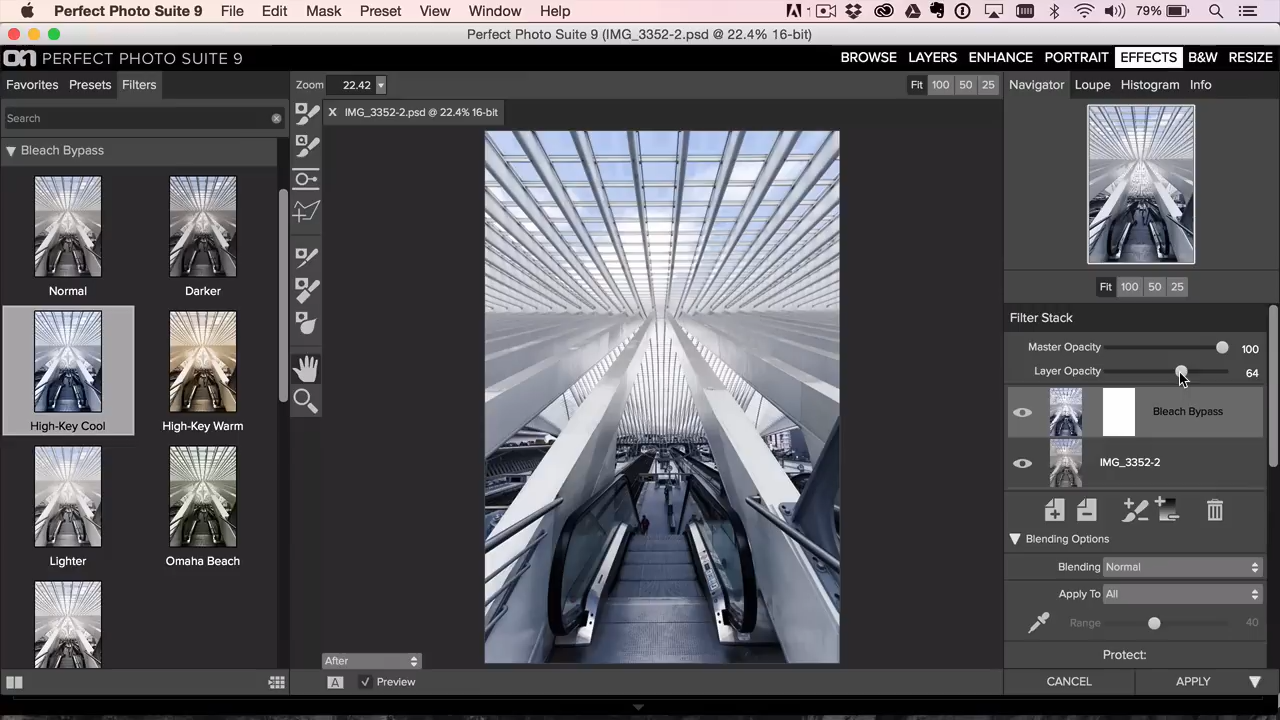 Perfect Photo Suite 9 File Edit Mask Preset View Window Help 79%
Perfect Photo Suite 9 (IMG_3352-2.psd @ 22.4% 16-bit)
on PERFECT PHOTO SUITE 9 BROWSE LAYERS ENHANCE PORTRAIT EFFECTS B&W RESIZE
Favorites Presets Filters Zoom 22.42 Fit 100 50 25 Navigator Loupe Histogram Info
Search
X IMG_3352-2.psd @ 22.4% 16-bit
Bleach Bypass
Normal Darker
High-Key Cool High-Key Warm
Lighter Omaha Beach
Fit 100 50 25
Filter Stack
Master Opacity 100
Layer Opacity 64
Bleach Bypass
IMG_3352-2
Blending Options
Blending Normal
Apply To All
Range 40
Protect:
After
A Preview
CANCEL APPLY